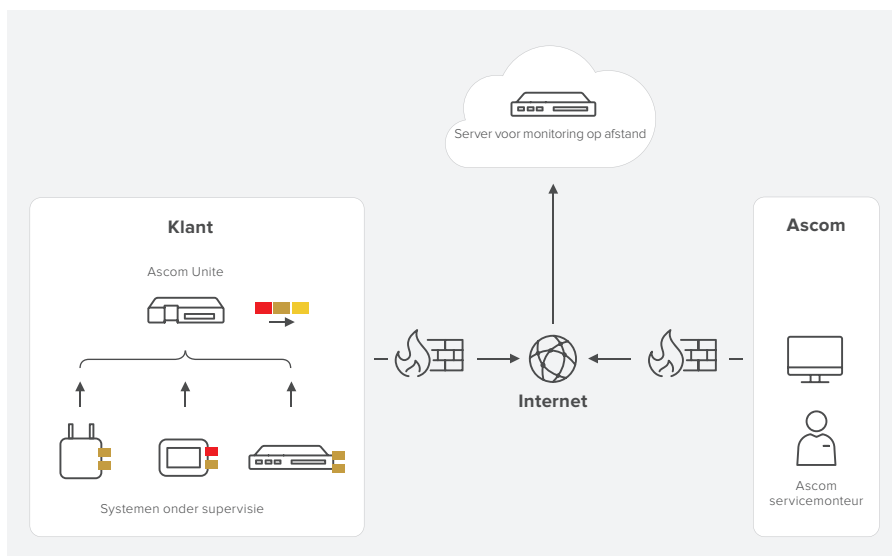 Server voor monitoring op afstand
Klant
Ascom Unite
Systemen onder supervisie
Internet
Ascom
Ascom
servicemonteur